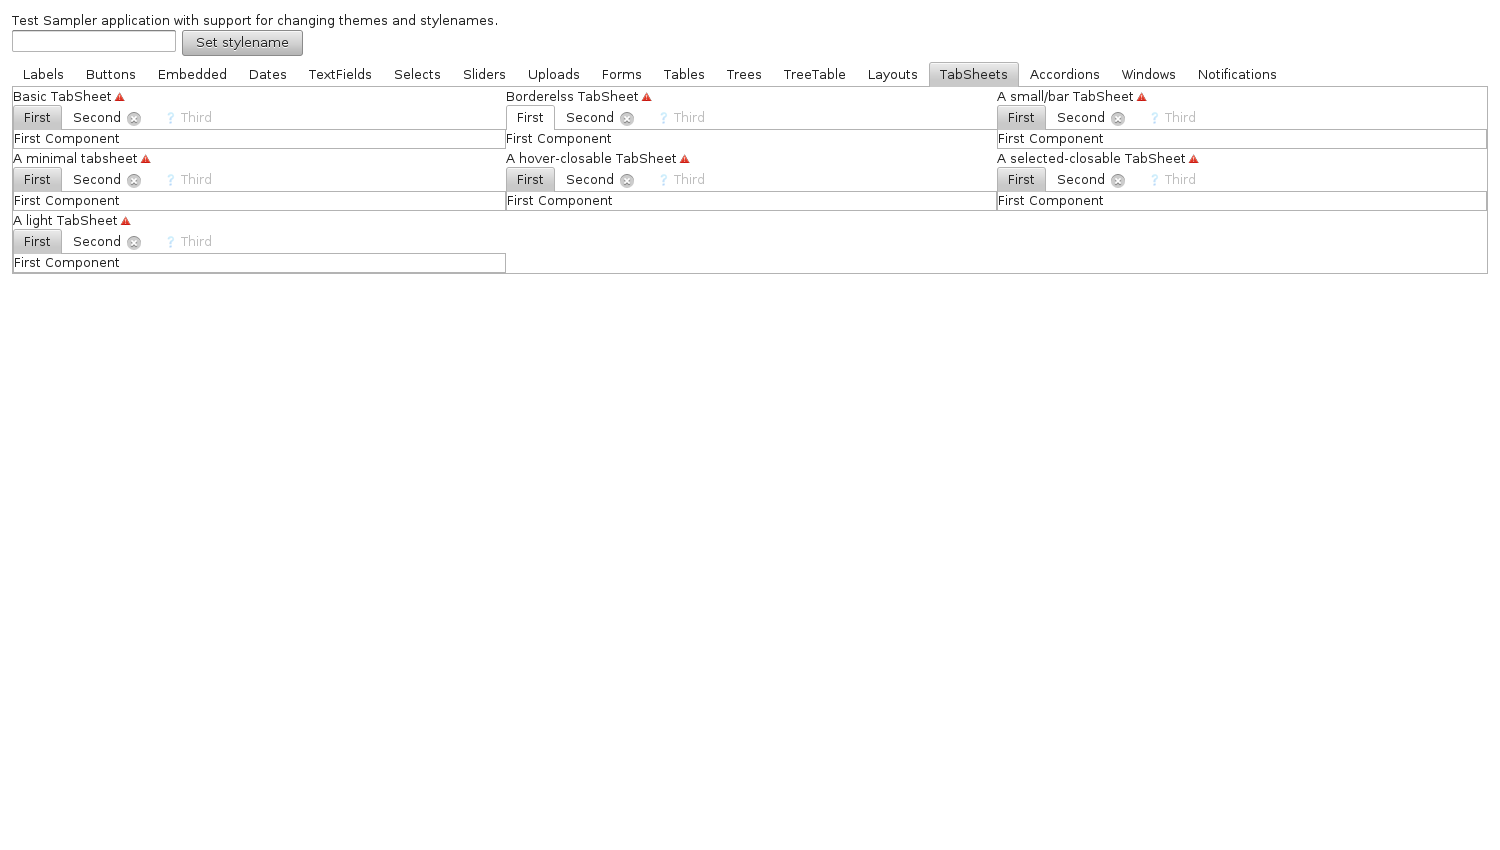 Test Sampler application with support for changing themes and stylenames.
Set stylename
Labels Buttons Embedded Dates TextFields Selects Sliders Uploads Forms Tables Trees TreeTable Layouts TabSheets Accordions Windows Notifications
Basic TabSheet Borderelss TabSheet A small/bar TabSheet
First Second ? Third First Second ? Third First Second ? Third
First Component First Component First Component
A minimal tabsheet A hover-closable TabSheet A selected-closable TabSheet
First Second ? Third First Second ? Third First Second ? Third
First Component First Component First Component
A light TabSheet
First Second ? Third
First Component